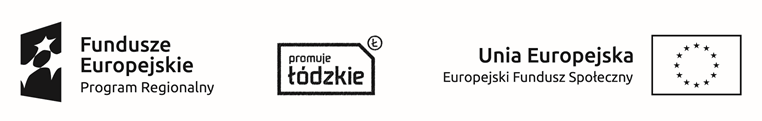 Fundusze
Europejskie
Program Regionalny
promuje
łódzkie
Ł
Unia Europejska
Europejski Fundusz Społeczny